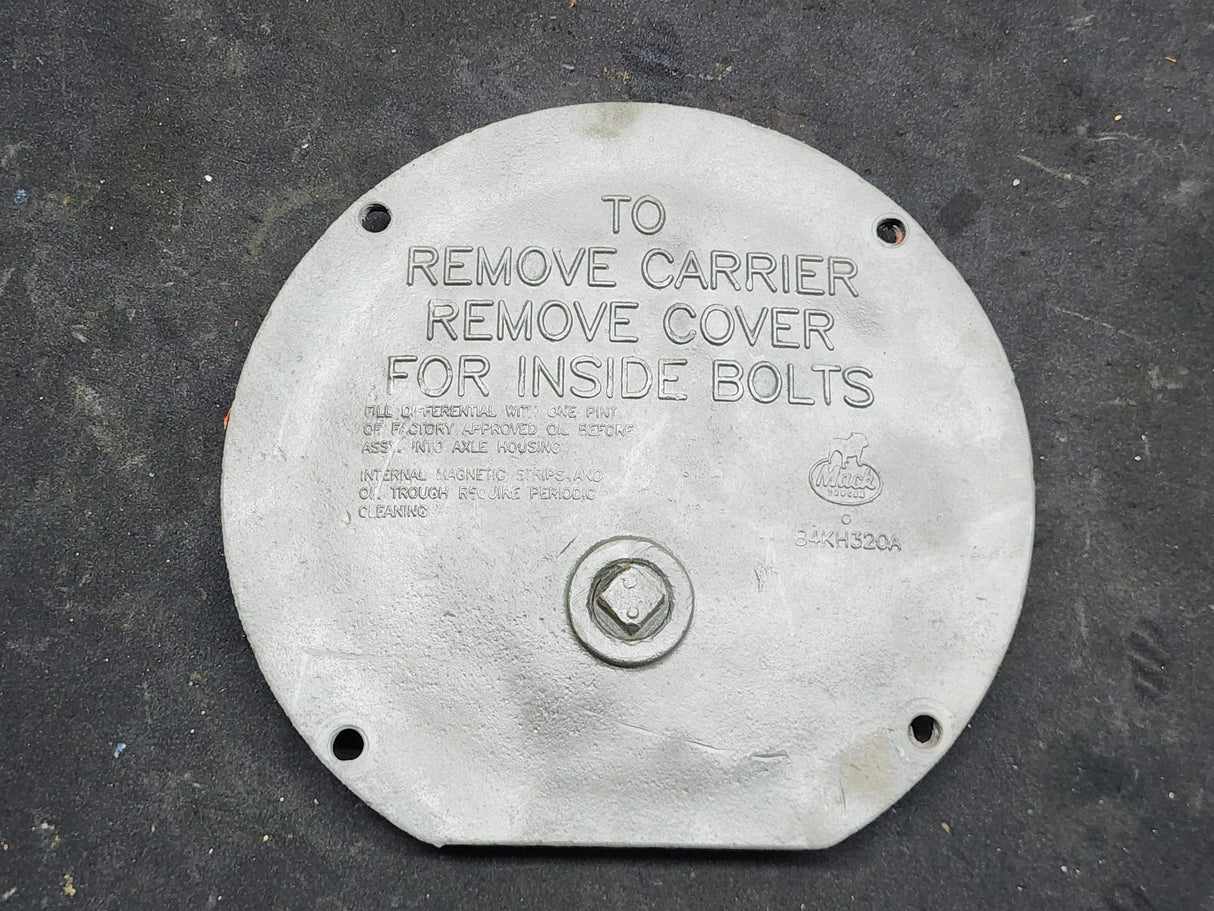 TO
REMOVE CARRIER
REMOVE COVER
FOR INSIDE BOLTS
FILL DIFFERENTIAL WITH ONE PINT
OF FACTORY APPROVED OIL BEFORE
ASSY. INTO AXLE HOUSING
INTERNAL MAGNETIC STRIPS AND
OIL TROUGH REQUIRE PERIODIC
CLEANING
Mack
84KH320A